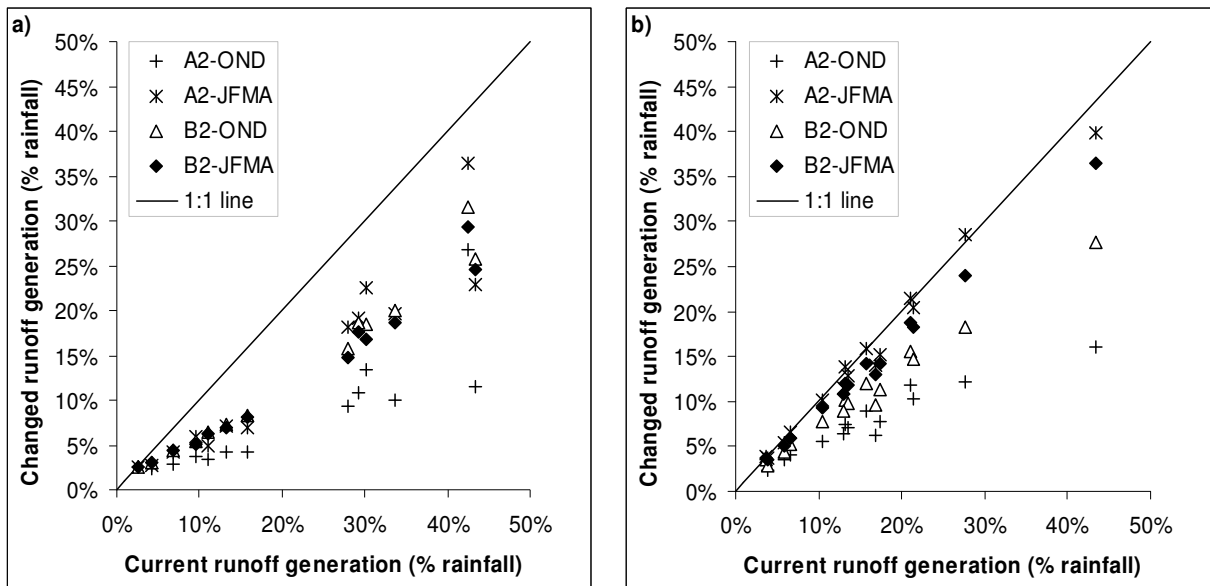 a)
Changed runoff generation (% rainfall)
50%
45%
40%
35%
30%
25%
20%
15%
10%
5%
0%
A2-OND
A2-JFMA
B2-OND
B2-JFMA
1:1 line
0% 10% 20% 30% 40% 50%
Current runoff generation (% rainfall)
b)
Changed runoff generation (% rainfall)
50%
45%
40%
35%
30%
25%
20%
15%
10%
5%
0%
A2-OND
A2-JFMA
B2-OND
B2-JFMA
1:1 line
0% 10% 20% 30% 40% 50%
Current runoff generation (% rainfall)